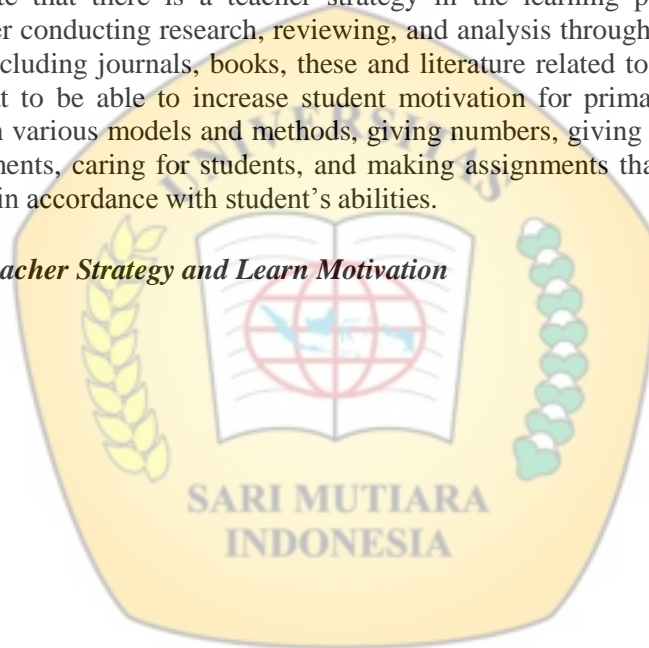 that there is a teacher strategy in the learning
conducting research, reviewing, and analysis through
cluding journals, books, these and literature related to
to be able to increase student motivation for prima
various models and methods, giving numbers, giving
ments, caring for students, and making assignments tha
in accordance with student's abilities.
acher Strategy and Learn Motivation
UNIVERSITAS
SARI MUTIARA
INDONESIA